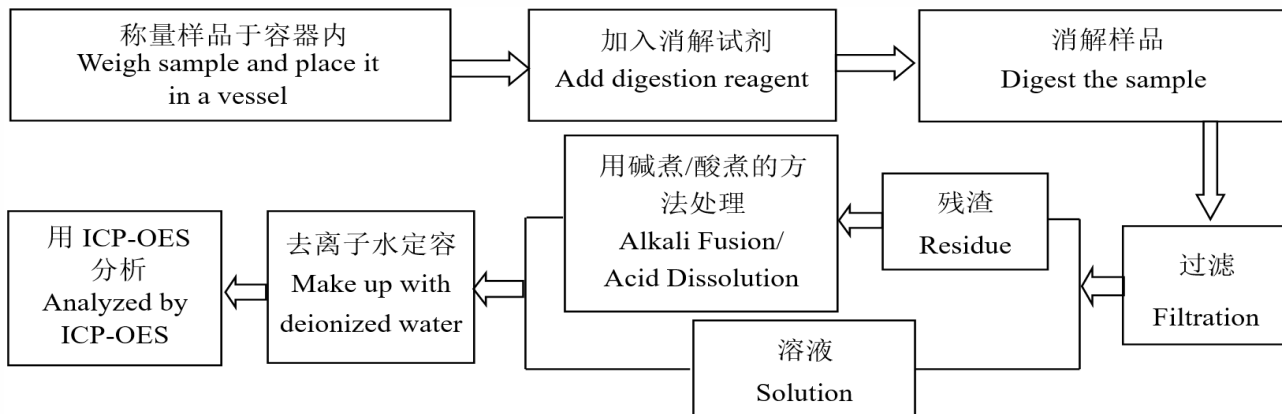 称量样品于容器内
Weigh sample and place it
in a vessel
加入消解试剂
Add digestion reagent
消解样品
Digest the sample
过滤
Filtration
残渣
Residue
用碱煮/酸煮的方
法处理
Alkali Fusion/
Acid Dissolution
溶液
Solution
去离子水定容
Make up with
deionized water
用 ICP-OES
分析
Analyzed by
ICP-OES